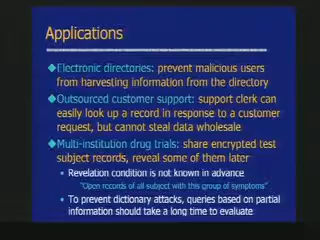 Applications
Electronic directories: prevent malicious users
from harvesting information from the directory
Outsourced customer support: support clerk can
easily look up a record in response to a customer
request, but cannot steal data wholesale
Multi-institution drug trials: share encrypted test
subject records, reveal some of them later
• Revelation condition is not known in advance
"Open records of all subject with this group of symptoms"
• To prevent dictionary attacks, queries based on partial
information should take a long time to evaluate